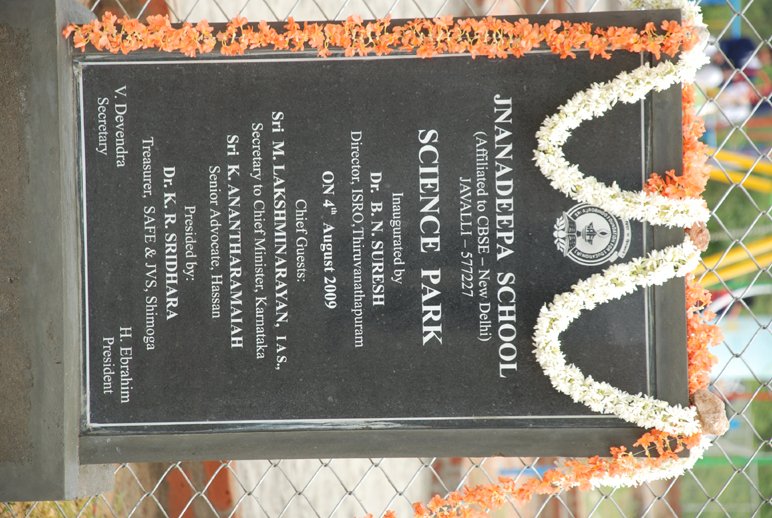 JNANADEEPA SCHOOL
(Affiliated to CBSE – New Delhi)
JAVALLI – 577227
SCIENCE PARK
Inaugurated by
Dr. B. N. SURESH
Director, ISRO,Thiruvanathapuram
ON 4th August 2009
Chief Guests:
Sri M. LAKSHMINARAYAN, IAS.,
Secretary to Chief Minister, Karnataka
Sri K. ANANTHARAMAIAH
Senior Advocate, Hassan
Presided by:
Dr. K. R. SRIDHARA
Treasurer, SAFE & JVS, Shimoga
V. Devendra
Secretary
H. Ebrahim
President